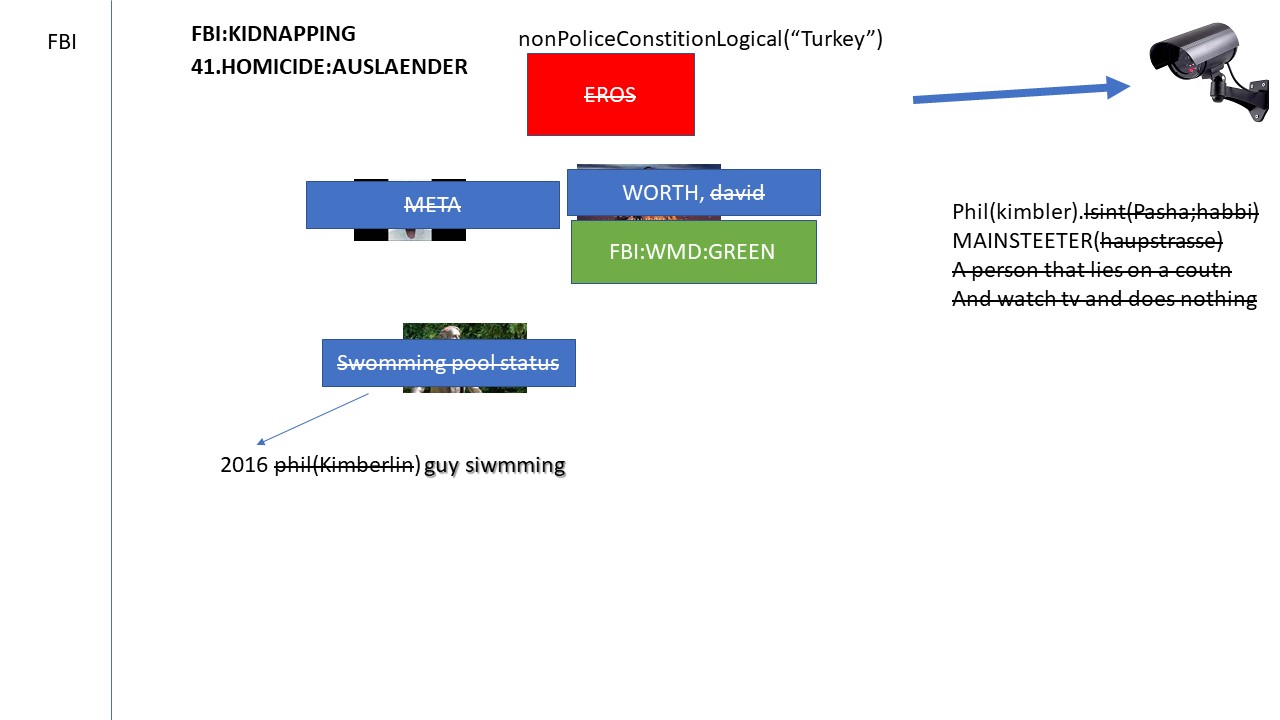 FBI
FBI:KIDNAPPING
41.HOMICIDE:AUSLAENDER
nonPoliceConstitionLogical(“Turkey”)
EROS
META
WORTH, david
FBI:WMD:GREEN
Phil(kimbler).lsint(Pasha;habbi)
MAINSTEETER(haupstrasse)
A person that lies on a coutn
And watch tv and does nothing
Swomming pool status
2016 phil(Kimberlin) guy siwmming